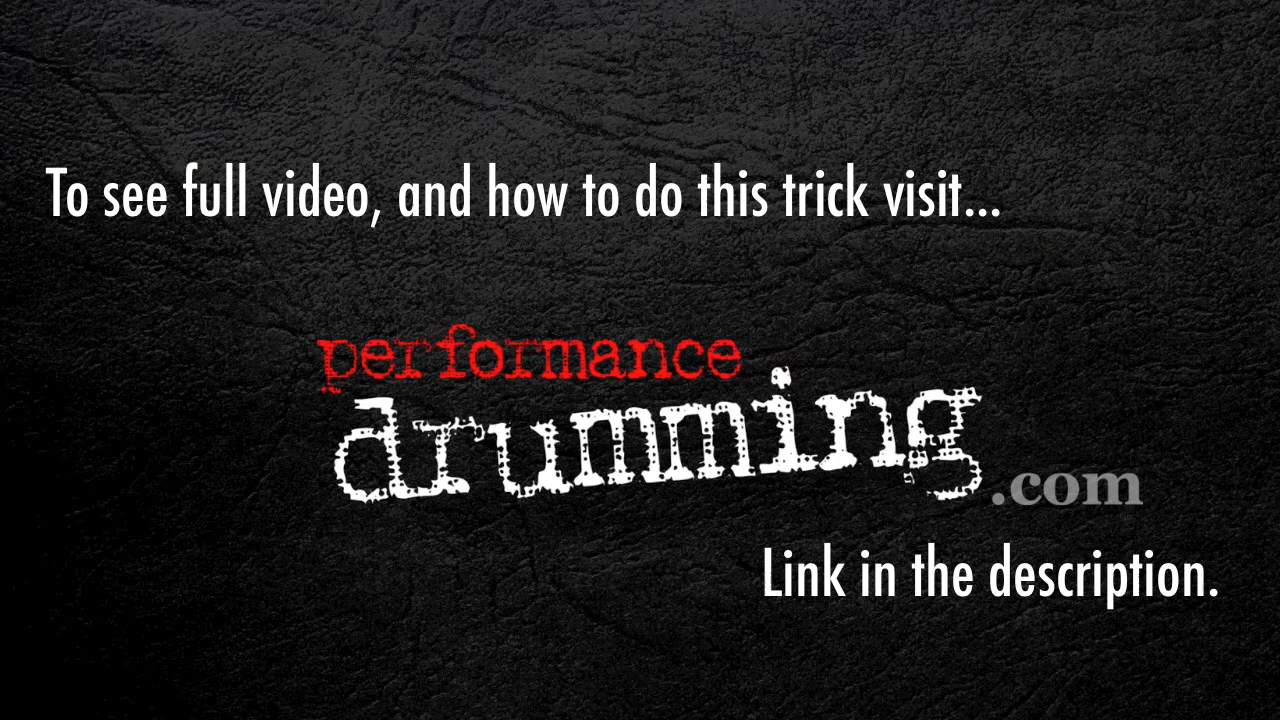 To see full video, and how to do this trick visit...
performance
drumming.com
Link in the description.